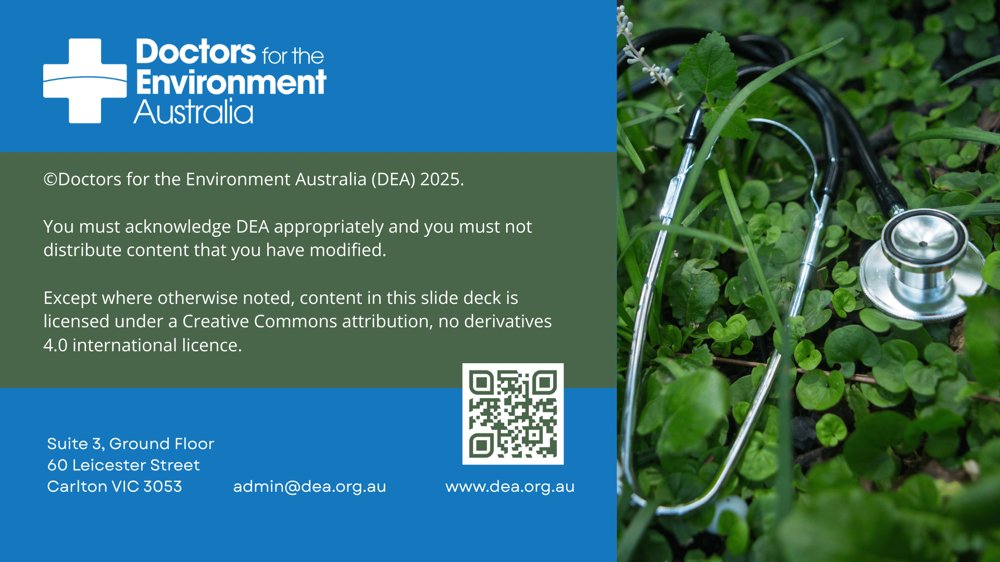 Doctors for the
Environment
Australia
©Doctors for the Environment Australia (DEA) 2025.
You must acknowledge DEA appropriately and you must not
distribute content that you have modified.
Except where otherwise noted, content in this slide deck is
licensed under a Creative Commons attribution, no derivatives
4.0 international licence.
Suite 3, Ground Floor
60 Leicester Street
Carlton VIC 3053
admin@dea.org.au
www.dea.org.au